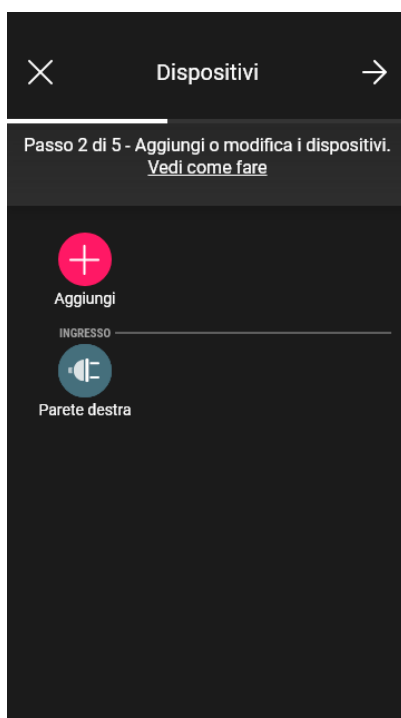 Dispositivi
Passo 2 di 5 - Aggiungi o modifica i dispositivi.
Vedi come fare
Aggiungi
INGRESSO
Parete destra